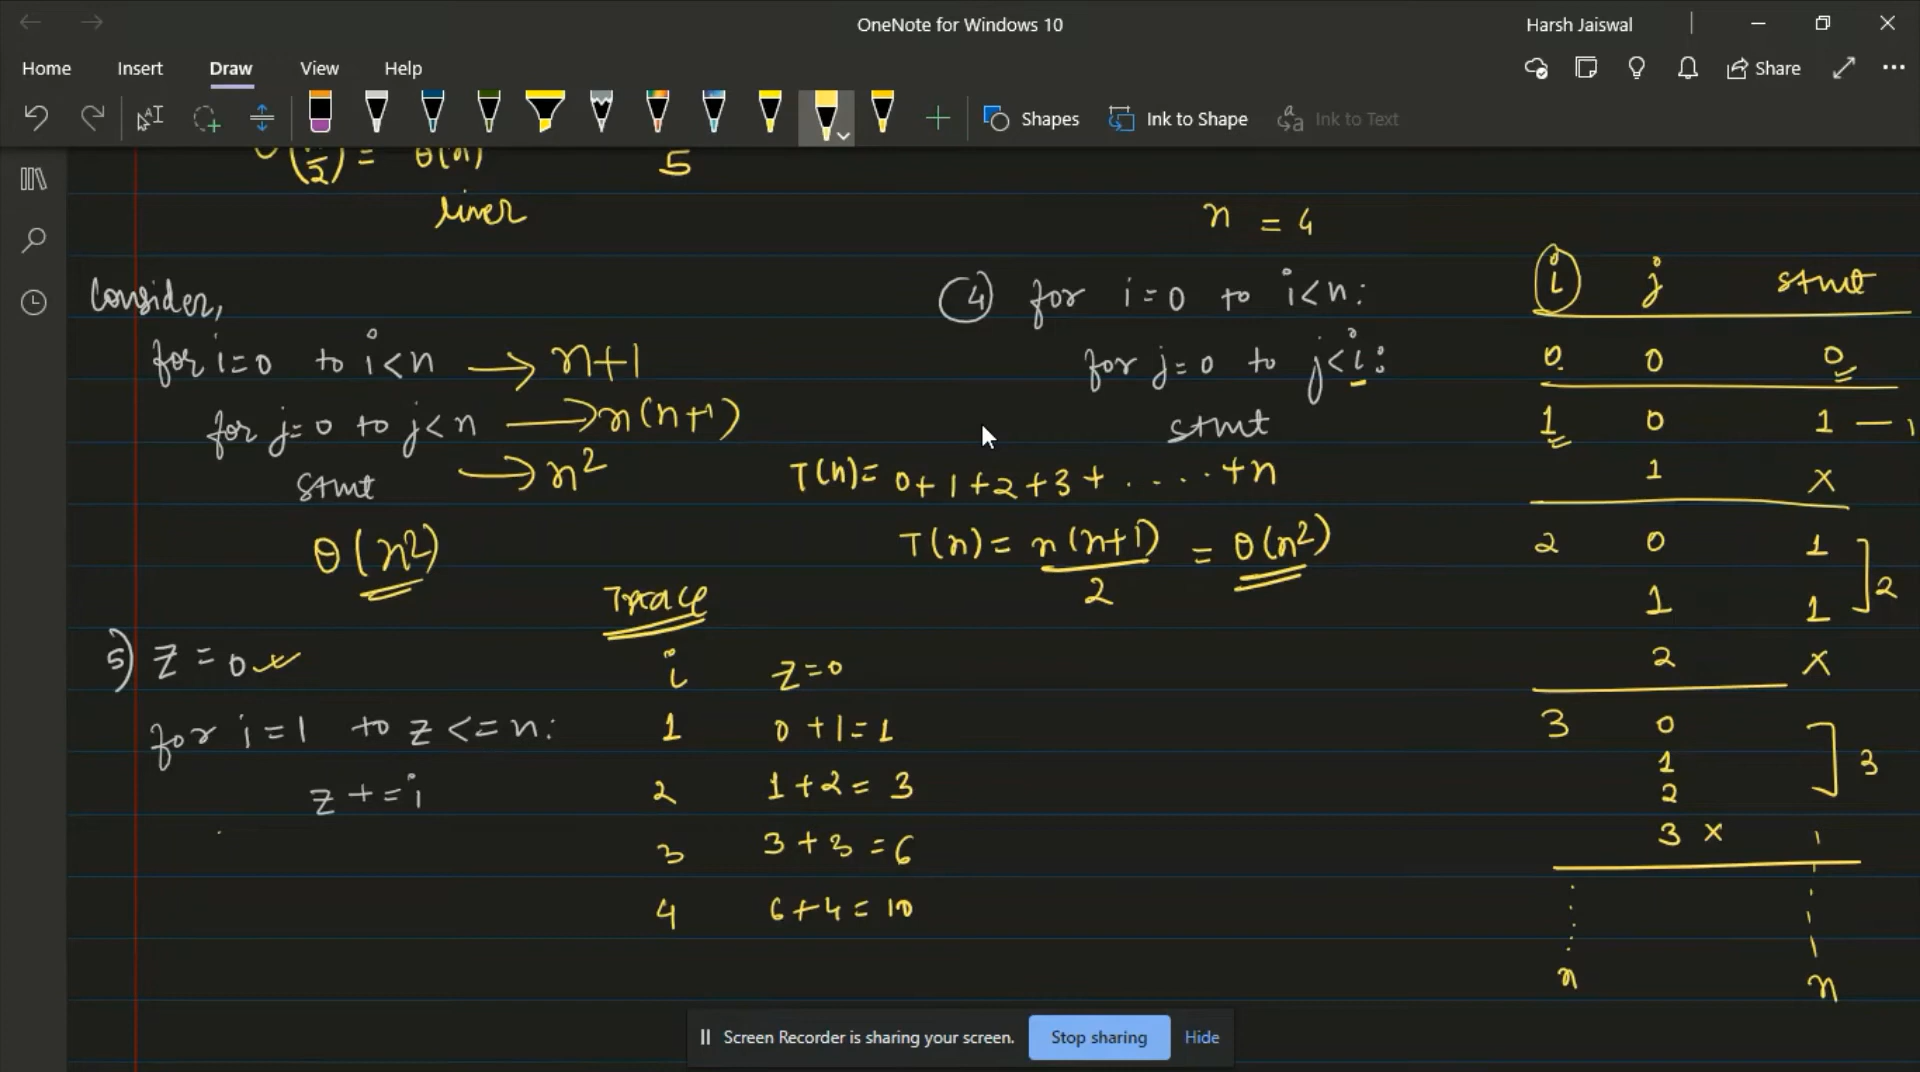 OneNote for Windows 10
Harsh Jaiswal
Home Insert Draw View Help
Share
Shapes Ink to Shape Ink to Text
(n/2) = θ(n)
5
liner
n = 4
Consider,
for i=0 to i<n → n+1
for j=0 to j<n → n(n+1)
stmt → n²
θ(n²)
④ for i=0 to i<n:
for j=0 to j<i:
stmt
T(n)= 0+1+2+3+ . . . . +n
T(n)= n(n+1)/2 = θ(n²)
i j stmt
0 0 0
1 0 1 — 1
1 x
2 0 1
1 1 ] 2
2 x
3 0
1 ] 3
2
3 x
n n
Trace
5) z = 0
for i=1 to z <= n:
z += i
i z=0
1 0+1=1
2 1+2=3
3 3+3=6
4 6+4=10
Screen Recorder is sharing your screen. Stop sharing Hide